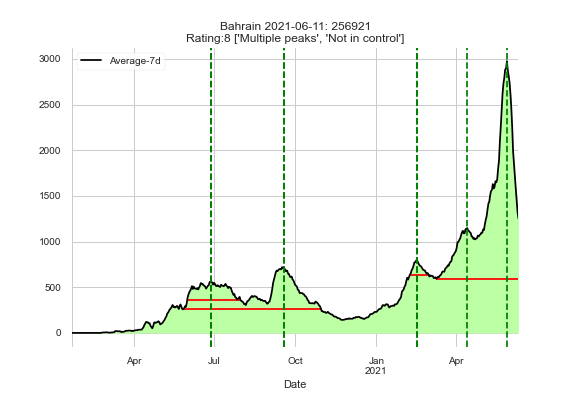 Bahrain 2021-06-11: 256921
Rating:8 ['Multiple peaks', 'Not in control']
Average-7d
3000
2500
2000
1500
1000
500
0
Apr
Jul
Oct
Jan
2021
Apr
Date